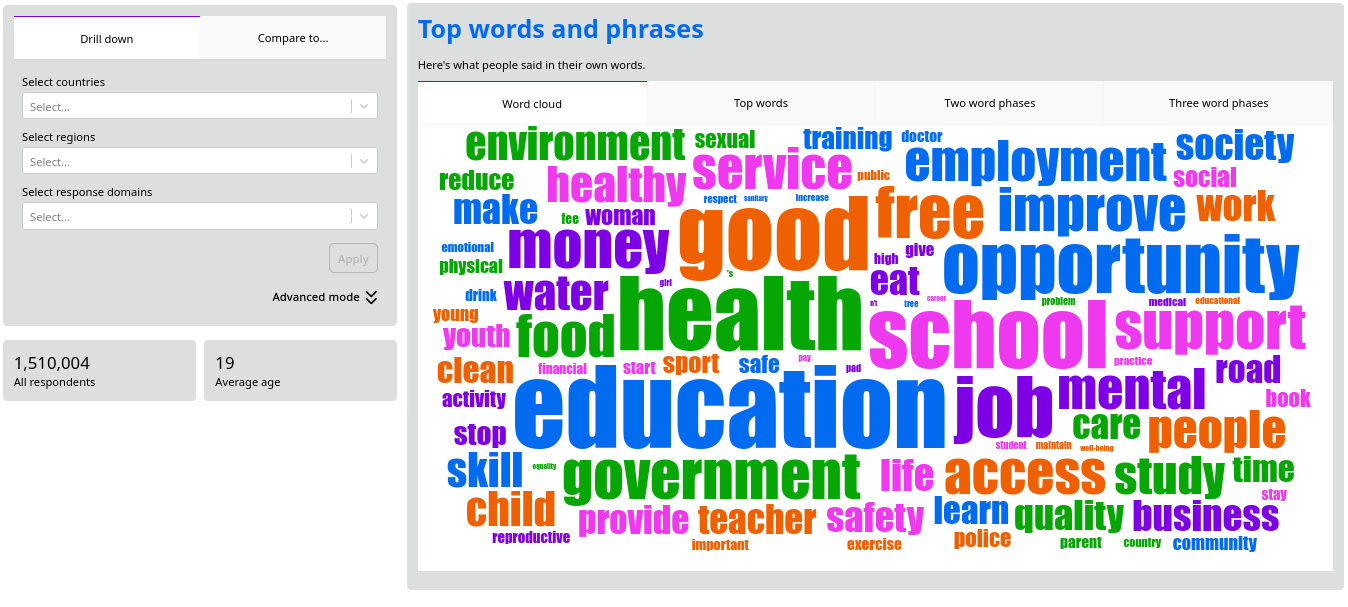 Drill down
Compare to...
Select countries
Select...
Select regions
Select...
Select response domains
Select...
Apply
Advanced mode
1,510,004
All respondents
19
Average age
Top words and phrases
Here's what people said in their own words.
Word cloud
Top words
Two word phases
Three word phases
environment sexual training doctor society
reduce healthy service public employment social
make respect sanitary increase free improve work
fee woman good
emotional money high give opportunity
physical 's eat
drink water girl health n't tree career problem medical educational
young food school support
youth
clean financial start sport safe pay pad practice road
activity education job mental book
stop care people
student maintain well-being
skill equality government life access study time
child stay
provide teacher safety learn quality business
reproductive important exercise police parent country community